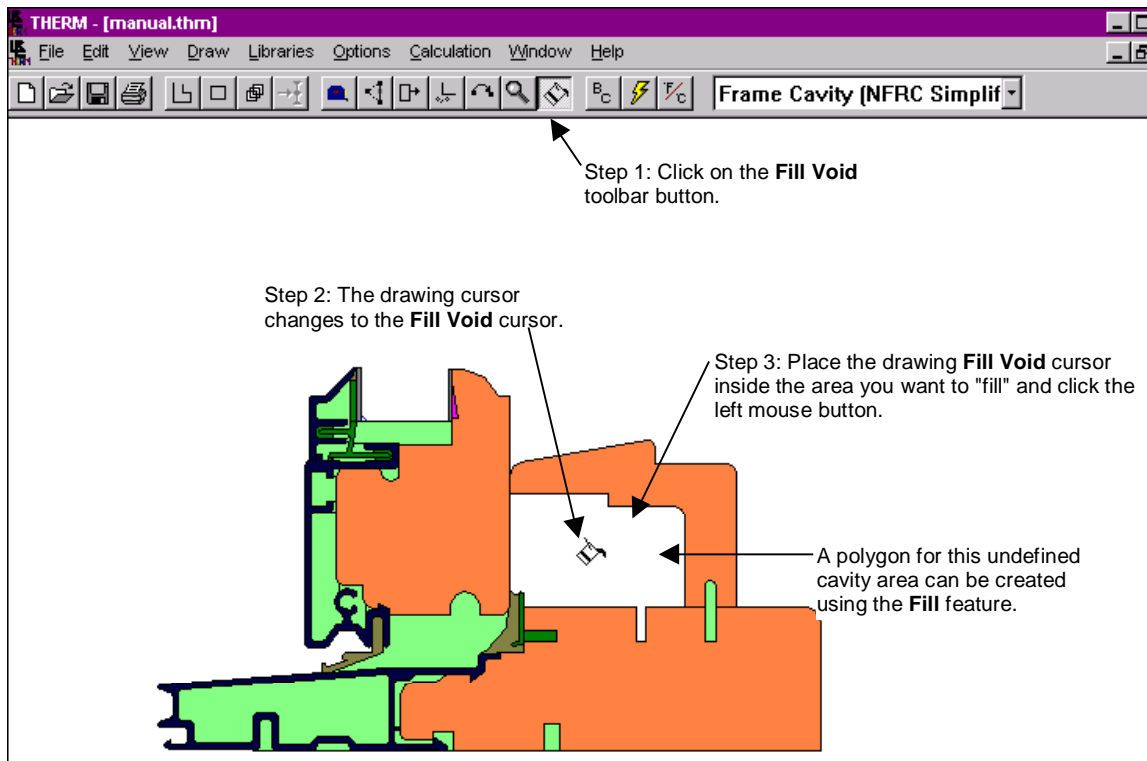 THERM - [manual.thm]
File Edit View Draw Libraries Options Calculation Window Help
BC F/C Frame Cavity (NFRC Simplif
Step 1: Click on the Fill Void
toolbar button.
Step 2: The drawing cursor
changes to the Fill Void cursor.
Step 3: Place the drawing Fill Void cursor
inside the area you want to "fill" and click the
left mouse button.
A polygon for this undefined
cavity area can be created
using the Fill feature.